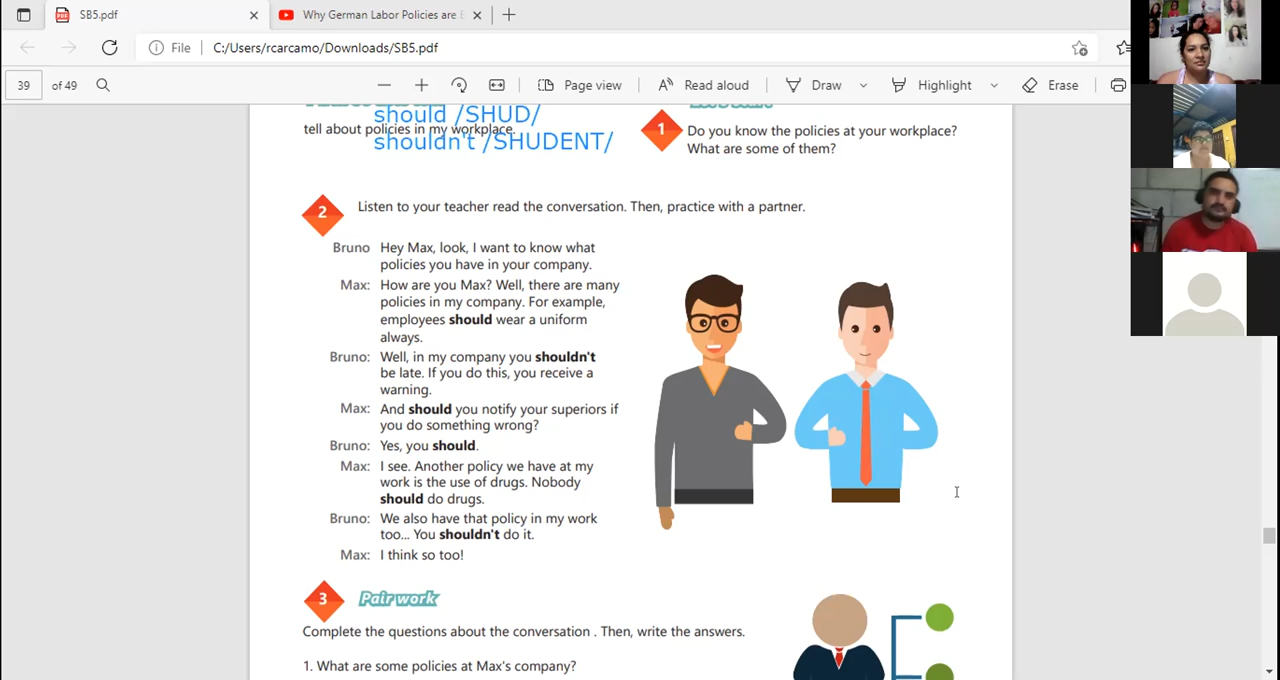 SB5.pdf
Why German Labor Policies are
File
C:/Users/rcarcamo/Downloads/SB5.pdf
39 of 49
Page view
Read aloud
Draw
Highlight
Erase
should /SHUD/
tell about policies in my workplace.
shouldn't /SHUDENT/
1
Do you know the policies at your workplace?
What are some of them?
2
Listen to your teacher read the conversation. Then, practice with a partner.
Bruno Hey Max, look, I want to know what
policies you have in your company.
Max: How are you Max? Well, there are many
policies in my company. For example,
employees should wear a uniform
always.
Bruno: Well, in my company you shouldn't
be late. If you do this, you receive a
warning.
Max: And should you notify your superiors if
you do something wrong?
Bruno: Yes, you should.
Max: I see. Another policy we have at my
work is the use of drugs. Nobody
should do drugs.
Bruno: We also have that policy in my work
too... You shouldn't do it.
Max: I think so too!
3
Pair work
Complete the questions about the conversation . Then, write the answers.
1. What are some policies at Max's company?